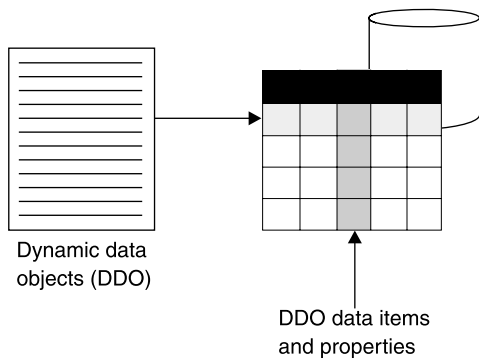 Dynamic data
objects (DDO)
DDO data items
and properties